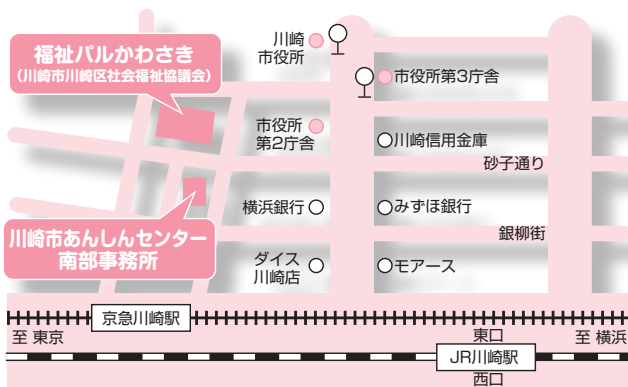 福祉パルかわさき
(川崎市川崎区社会福祉協議会)
川崎
市役所
市役所第3庁舎
市役所
第2庁舎
川崎信用金庫
砂子通り
横浜銀行
みずほ銀行
川崎市あんしんセンター
南部事務所
銀柳街
ダイス
川崎店
モアーズ
京急川崎駅
至 東京
東口
至 横浜
JR川崎駅
西口